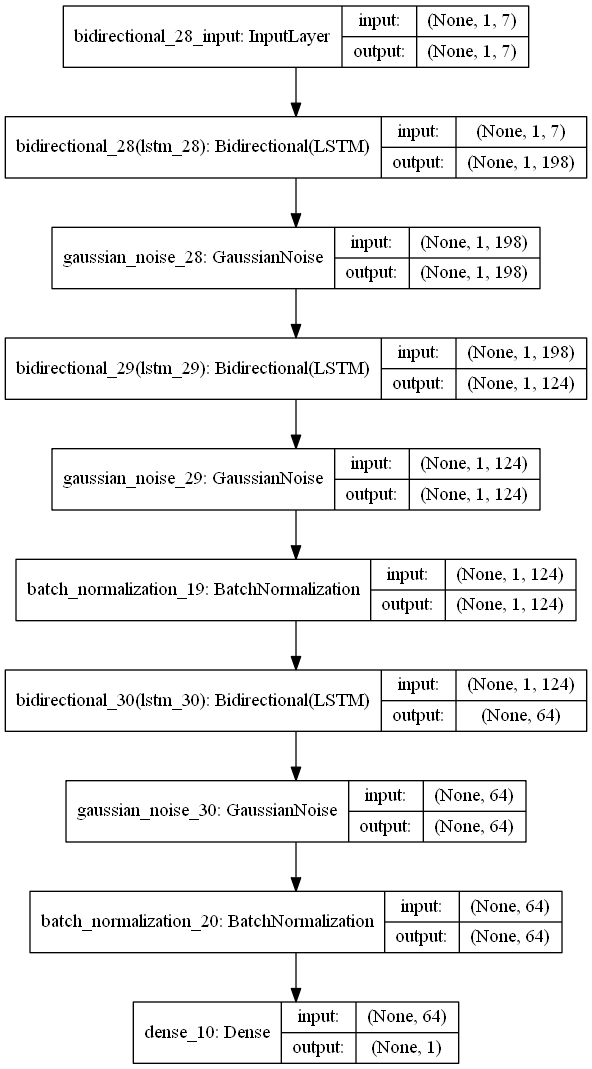 bidirectional_28_input: InputLayer
input: (None, 1, 7)
output: (None, 1, 7)
bidirectional_28(lstm_28): Bidirectional(LSTM)
input: (None, 1, 7)
output: (None, 1, 198)
gaussian_noise_28: GaussianNoise
input: (None, 1, 198)
output: (None, 1, 198)
bidirectional_29(lstm_29): Bidirectional(LSTM)
input: (None, 1, 198)
output: (None, 1, 124)
gaussian_noise_29: GaussianNoise
input: (None, 1, 124)
output: (None, 1, 124)
batch_normalization_19: BatchNormalization
input: (None, 1, 124)
output: (None, 1, 124)
bidirectional_30(lstm_30): Bidirectional(LSTM)
input: (None, 1, 124)
output: (None, 64)
gaussian_noise_30: GaussianNoise
input: (None, 64)
output: (None, 64)
batch_normalization_20: BatchNormalization
input: (None, 64)
output: (None, 64)
dense_10: Dense
input: (None, 64)
output: (None, 1)